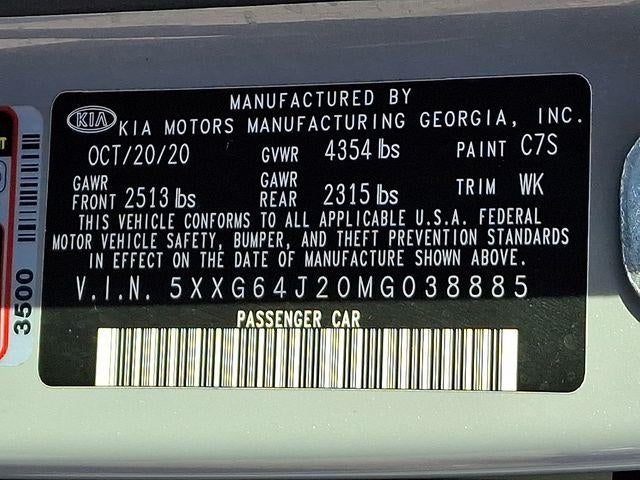 MANUFACTURED BY
KIA KIA MOTORS MANUFACTURING GEORGIA, INC.
OCT/20/20 GVWR 4354 lbs PAINT C7S
GAWR FRONT 2513 lbs GAWR REAR 2315 lbs TRIM WK
THIS VEHICLE CONFORMS TO ALL APPLICABLE U.S.A. FEDERAL
MOTOR VEHICLE SAFETY, BUMPER, AND THEFT PREVENTION STANDARDS
IN EFFECT ON THE DATE OF MANUFACTURE SHOWN ABOVE.
V.I.N. 5XXG64J20MG038885
PASSENGER CAR
3500